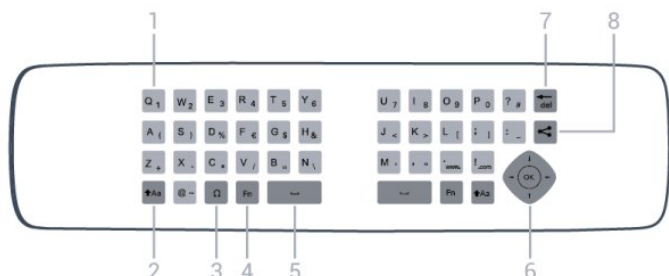 1 7 8
Q 1 W 2 E 3 R 4 T 5 Y 6 U 7 I 8 O 9 P 0 ? # del
A ( S ) D % F € G $ H & J < K > L [ ; ] : _
Z + X - C * V / B \ M , www. .com OK
Aa @ ~ Ω Fn Fn Aa
2 3 4 5 6